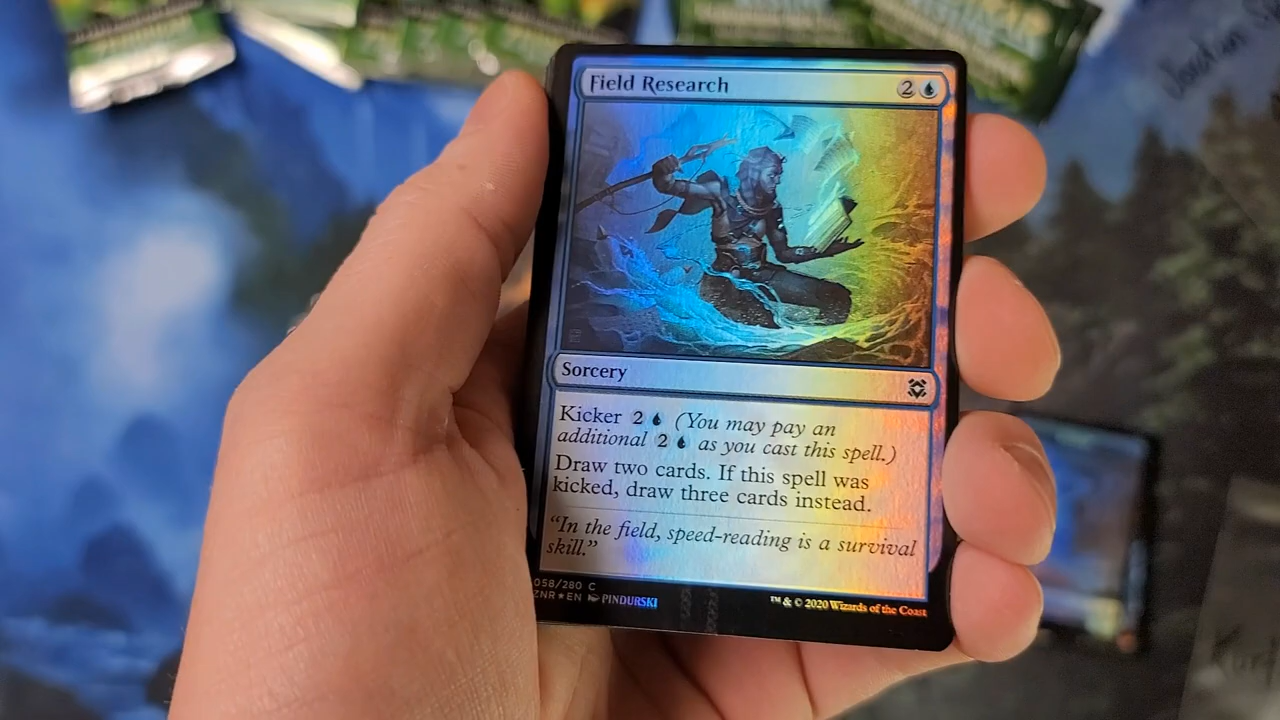 Field Research 2
Sorcery
Kicker 2 (You may pay an
additional 2 as you cast this spell.)
Draw two cards. If this spell was
kicked, draw three cards instead.
“In the field, speed-reading is a survival
skill.”
058/280 C
ZNR★EN PINDURSKI
™ & © 2020 Wizards of the Coast
Jordan